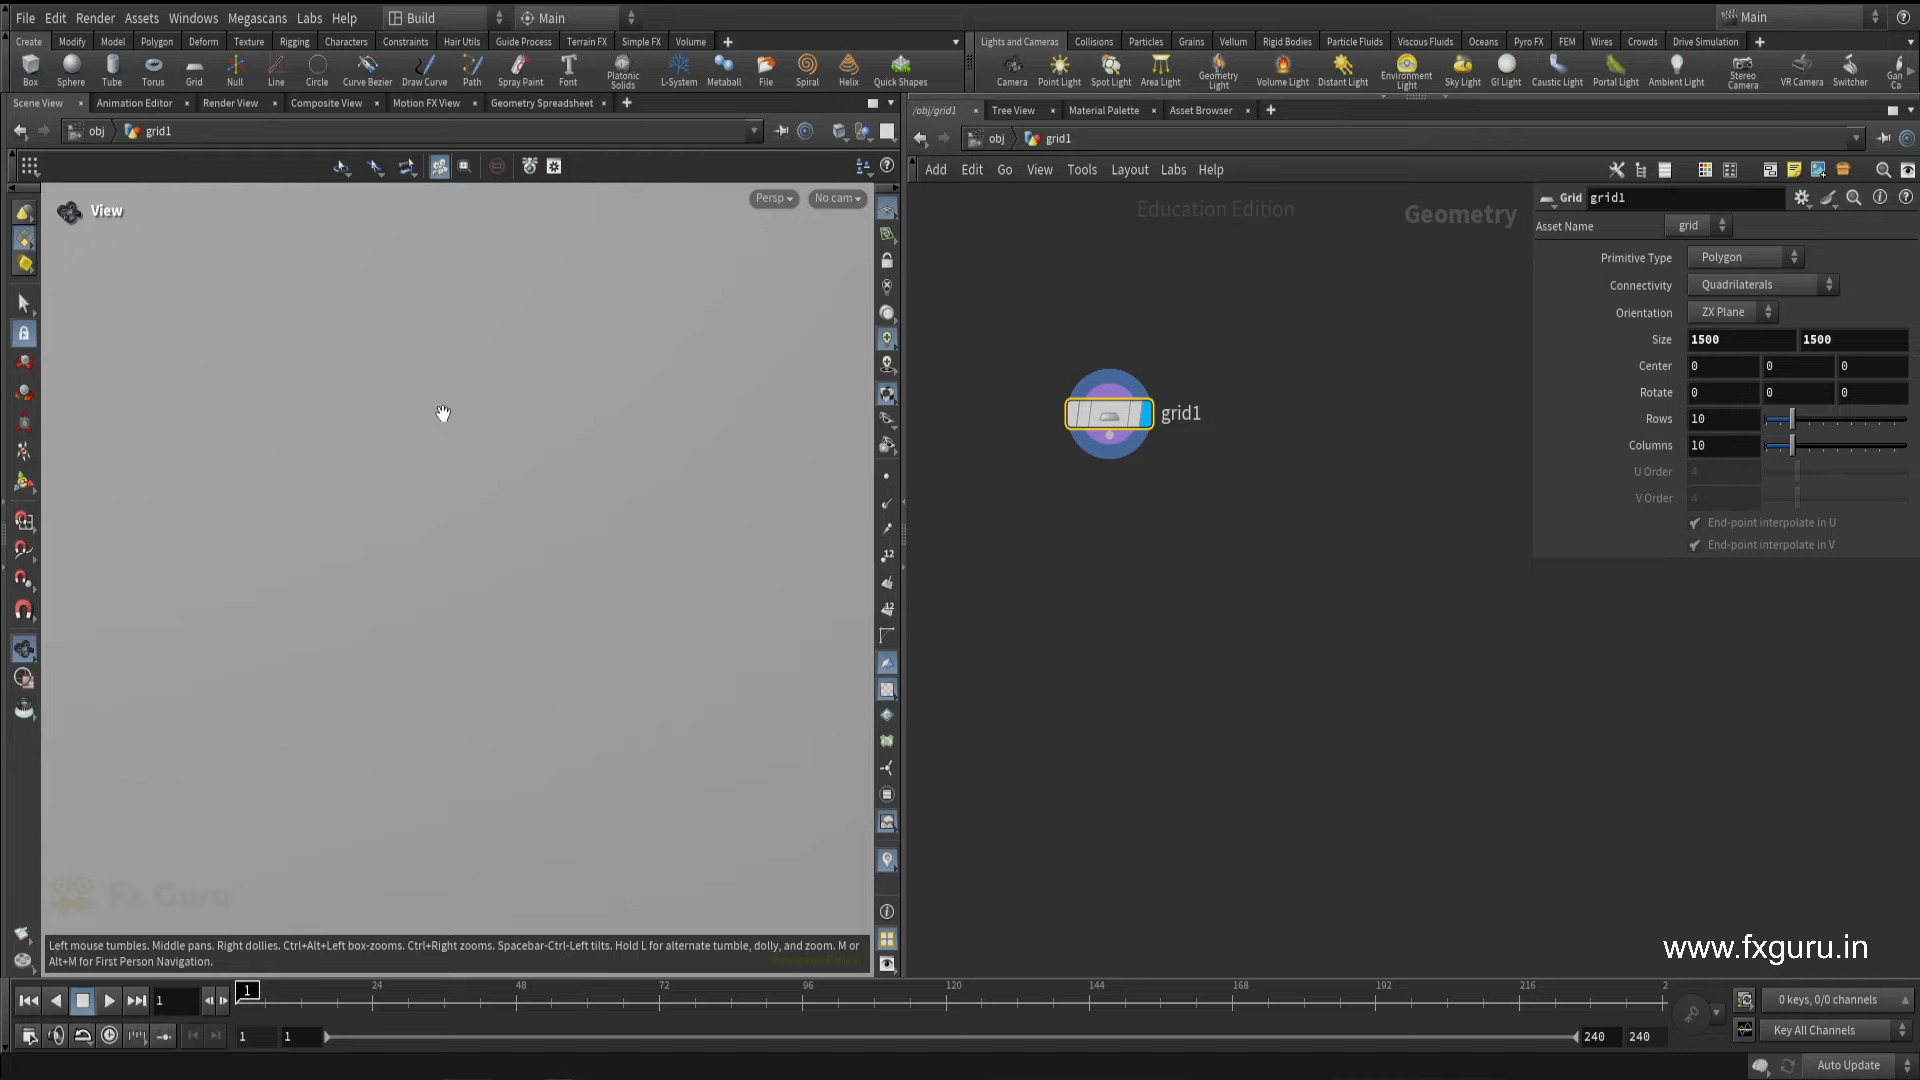 File Edit Render Assets Windows Megascans Labs Help Build Main Main
Create Modify Model Polygon Deform Texture Rigging Characters Constraints Hair Utils Guide Process Terrain FX Simple FX Volume
Lights and Cameras Collisions Particles Grains Vellum Rigid Bodies Particle Fluids Viscous Fluids Oceans Pyro FX FEM Wires Crowds Drive Simulation
Box Sphere Tube Torus Grid Null Line Circle Curve Bezier Draw Curve Path Spray Paint Font Platonic Solids L-System Metaball File Spiral Helix Quick Shapes
Camera Point Light Spot Light Area Light Geometry Light Volume Light Distant Light Environment Light Sky Light GI Light Caustic Light Portal Light Ambient Light Stereo Camera VR Camera Switcher
Scene View Animation Editor Render View Composite View Motion FX View Geometry Spreadsheet
/obj/grid1 Tree View Material Palette Asset Browser
obj grid1
obj grid1
Add Edit Go View Tools Layout Labs Help
View
Persp No cam
Education Edition
Geometry
Grid grid1
Asset Name grid
Primitive Type Polygon
Connectivity Quadrilaterals
Orientation ZX Plane
Size 1500 1500
Center 0 0 0
Rotate 0 0 0
Rows 10
Columns 10
U Order 4
V Order 4
End-point interpolate in U
End-point interpolate in V
grid1
12
12
Fx Guru
Left mouse tumbles. Middle pans. Right dollies. Ctrl+Alt+Left box-zooms. Ctrl+Right zooms. Spacebar-Ctrl-Left tilts. Hold L for alternate tumble, dolly, and zoom. M or
Alt+M for First Person Navigation.
www.fxguru.in
1 1 24 48 72 96 120 144 168 192 216 2
0 keys, 0/0 channels
1 1 240 240
Key All Channels
Auto Update